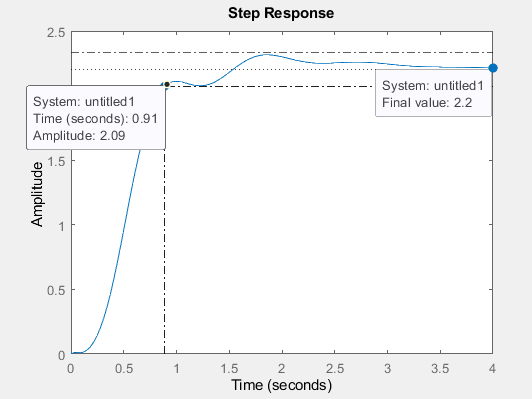 Step Response
2.5
System: untitled1
Time (seconds): 0.91
Amplitude: 2.09
System: untitled1
Final value: 2.2
1.5
1
0.5
0
Amplitude
0
0.5
1
1.5
2
2.5
3
3.5
4
Time (seconds)